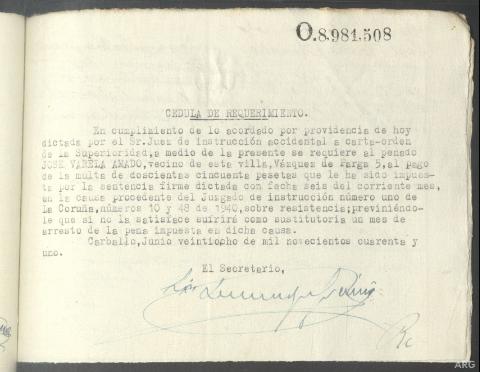 O.8.981.508
CEDULA DE REQUERIMIENTO.
En cumplimiento de lo acordado por providencia de hoy
dictada por el Sr.Juez de instrucción accidental a carta-orden
de la Superioridad,a medio de la presente se requiere al penado
JOSE VARELA AMADO,vecino de esta villa,Vázquez de Parga 5,al pago
de la multa de doscientas cincuenta pesetas que le ha sido impues-
ta por la sentencia firme dictada con fecha seis del corriente mes,
en la causa procedente del Juzgado de instrucción número uno de
La Coruña,números 10 y 48 de 1940,sobre resistencia;previniéndo-
le que si no la satisface sufrirá como sustitutoria un mes de
arresto de la pena impuesta en dicha causa.
Carballo,Junio veintiocho de mil novecientos cuarenta y
uno.
El Secretario,
ARG